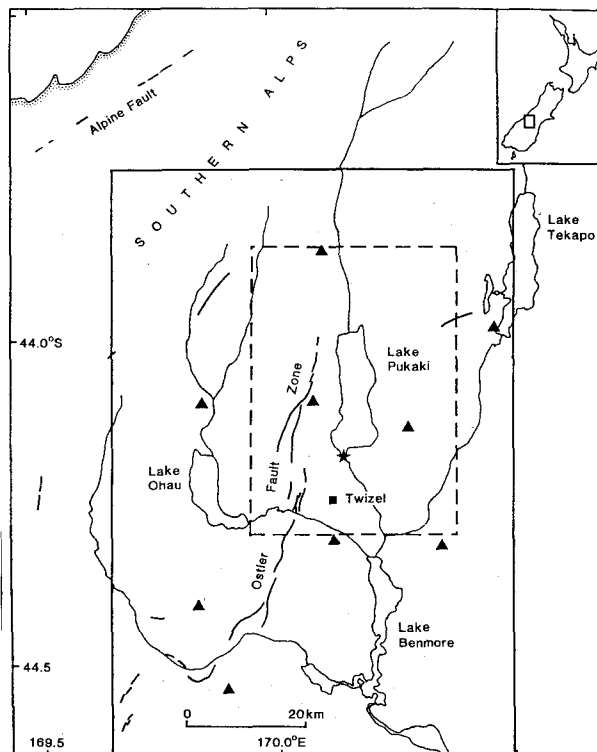 SOUTHERN ALPS
Alpine Fault
Lake
Tekapo
44.0°S
Lake
Pukaki
Zone
Fault
Ostler
Lake
Ohau
Twizel
Lake
Benmore
44.5
0 20km
169.5
170.0°E